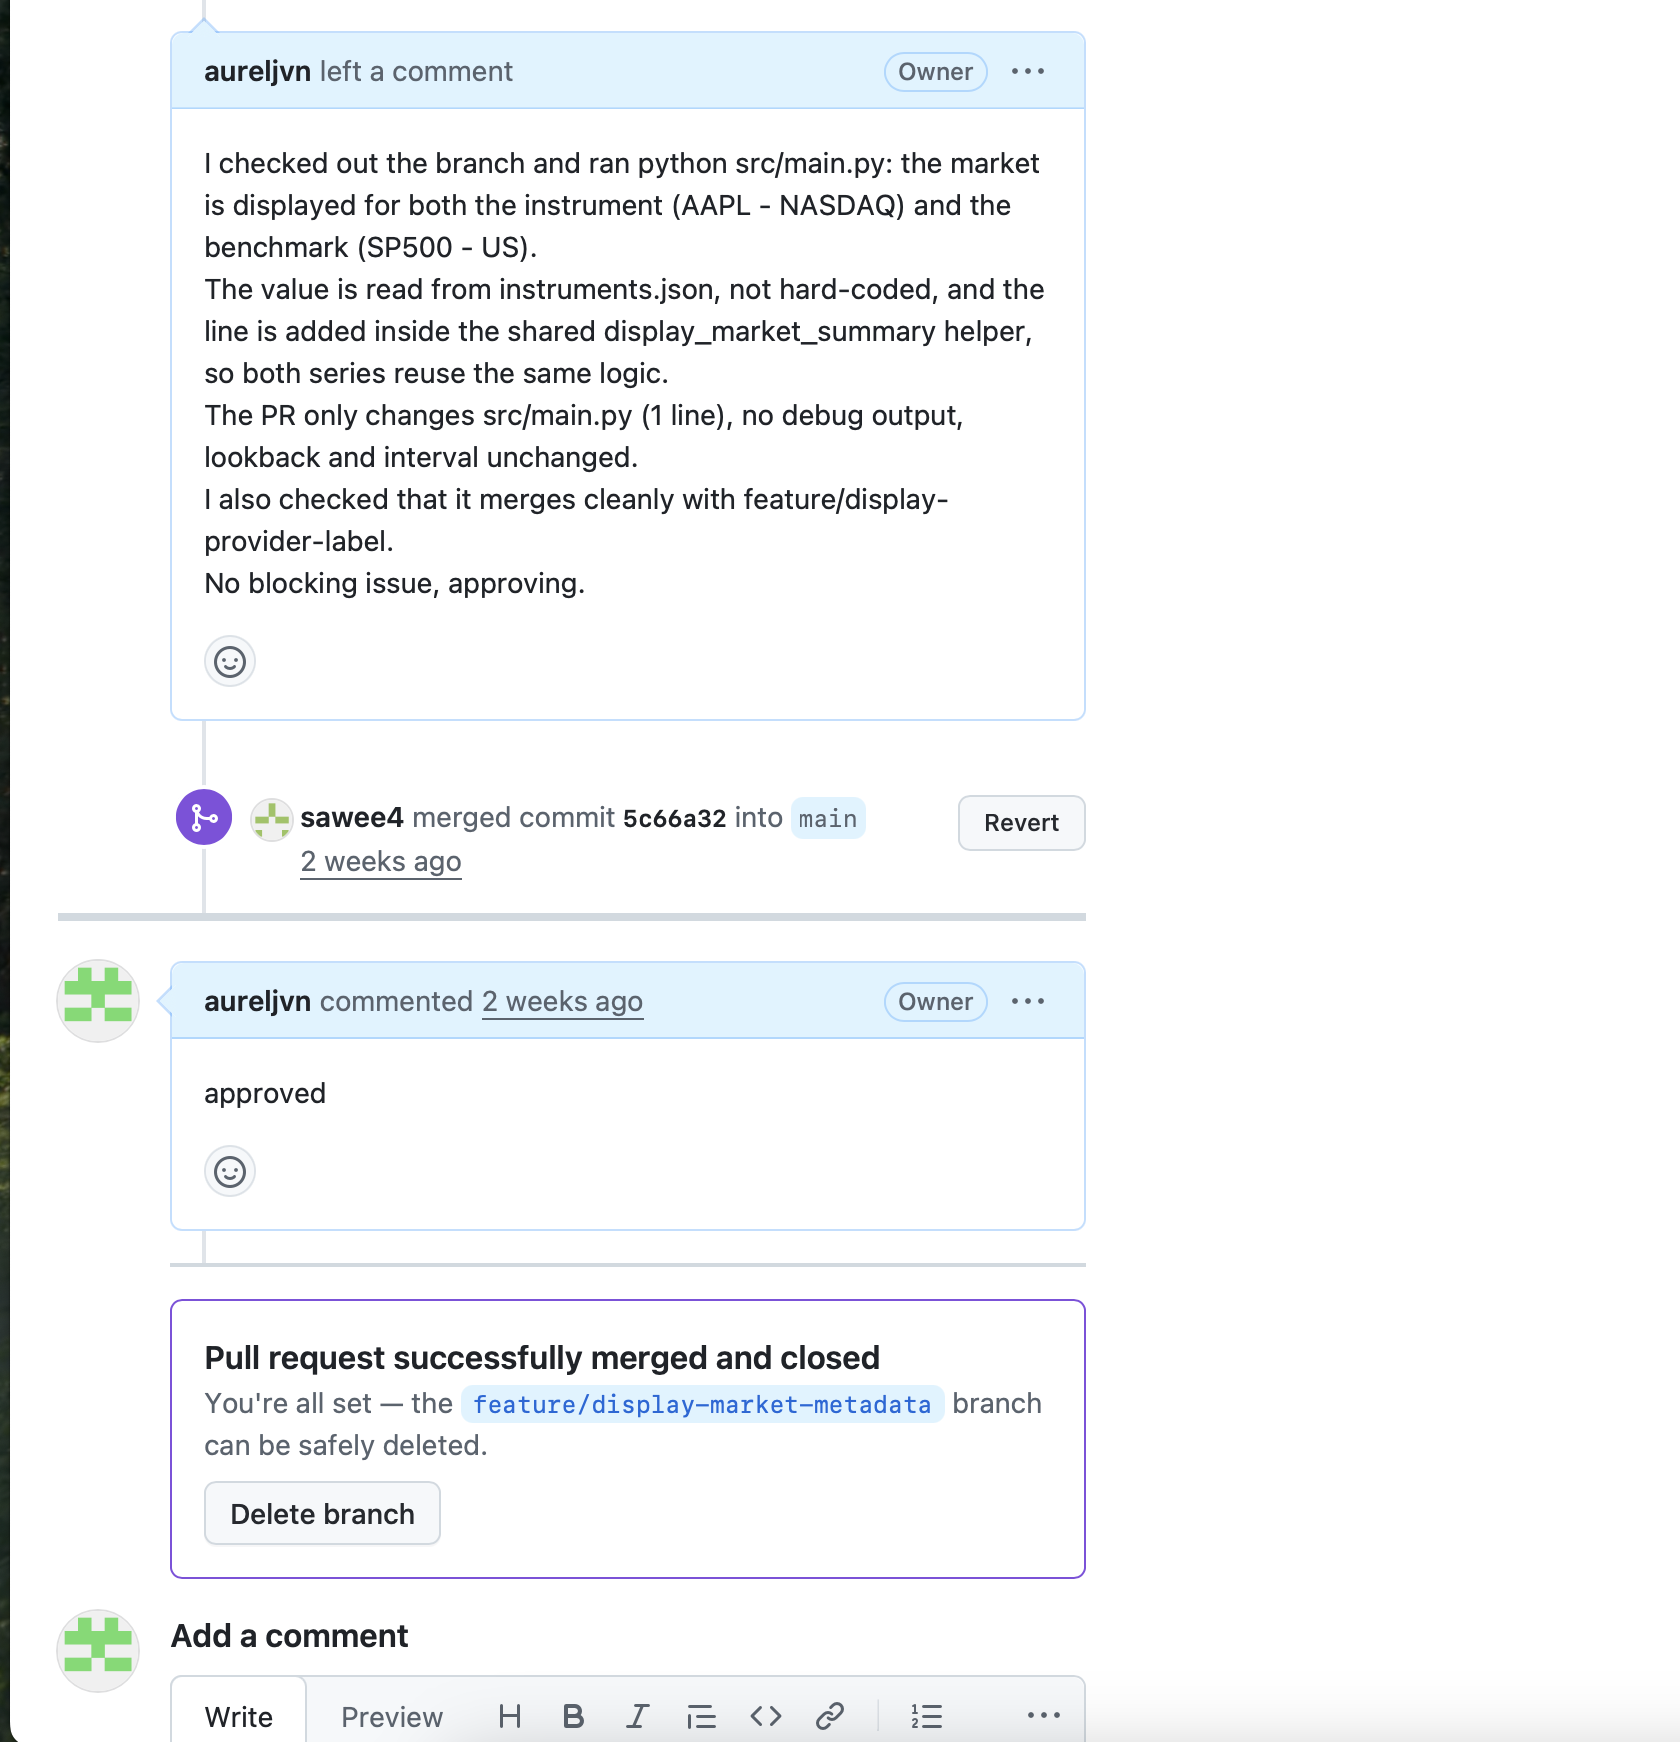 aureljvn left a comment
Owner
I checked out the branch and ran python src/main.py: the market
is displayed for both the instrument (AAPL - NASDAQ) and the
benchmark (SP500 - US).
The value is read from instruments.json, not hard-coded, and the
line is added inside the shared display_market_summary helper,
so both series reuse the same logic.
The PR only changes src/main.py (1 line), no debug output,
lookback and interval unchanged.
I also checked that it merges cleanly with feature/display-
provider-label.
No blocking issue, approving.
sawee4 merged commit 5c66a32 into main
2 weeks ago
Revert
aureljvn commented 2 weeks ago
Owner
approved
Pull request successfully merged and closed
You're all set — the feature/display-market-metadata branch
can be safely deleted.
Delete branch
Add a comment
Write Preview